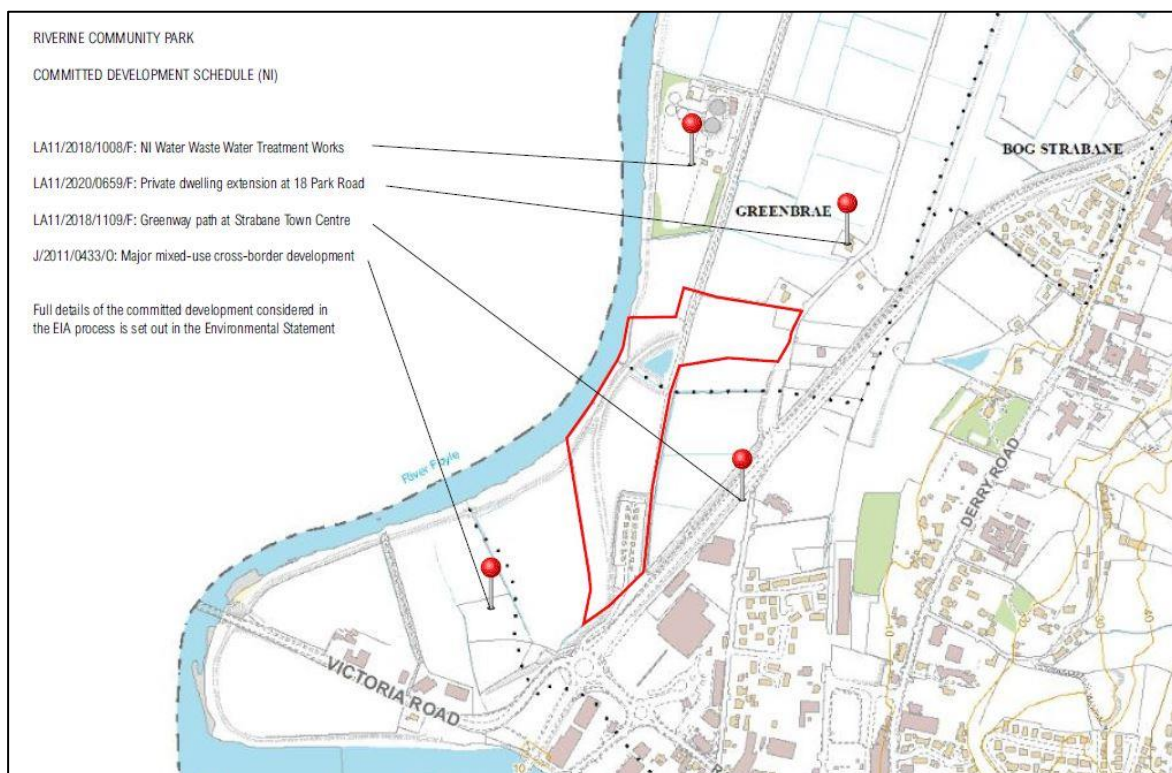 RIVERINE COMMUNITY PARK
COMMITTED DEVELOPMENT SCHEDULE (NI)
LA11/2018/1008/F: NI Water Waste Water Treatment Works
LA11/2020/0659/F: Private dwelling extension at 18 Park Road
LA11/2018/1109/F: Greenway path at Strabane Town Centre
J/2011/0433/O: Major mixed-use cross-border development
Full details of the committed development considered in
the EIA process is set out in the Environmental Statement
BOG STRABANE
GREENBRAE
River Foyle
DERRY ROAD
VICTORIA ROAD
10
10